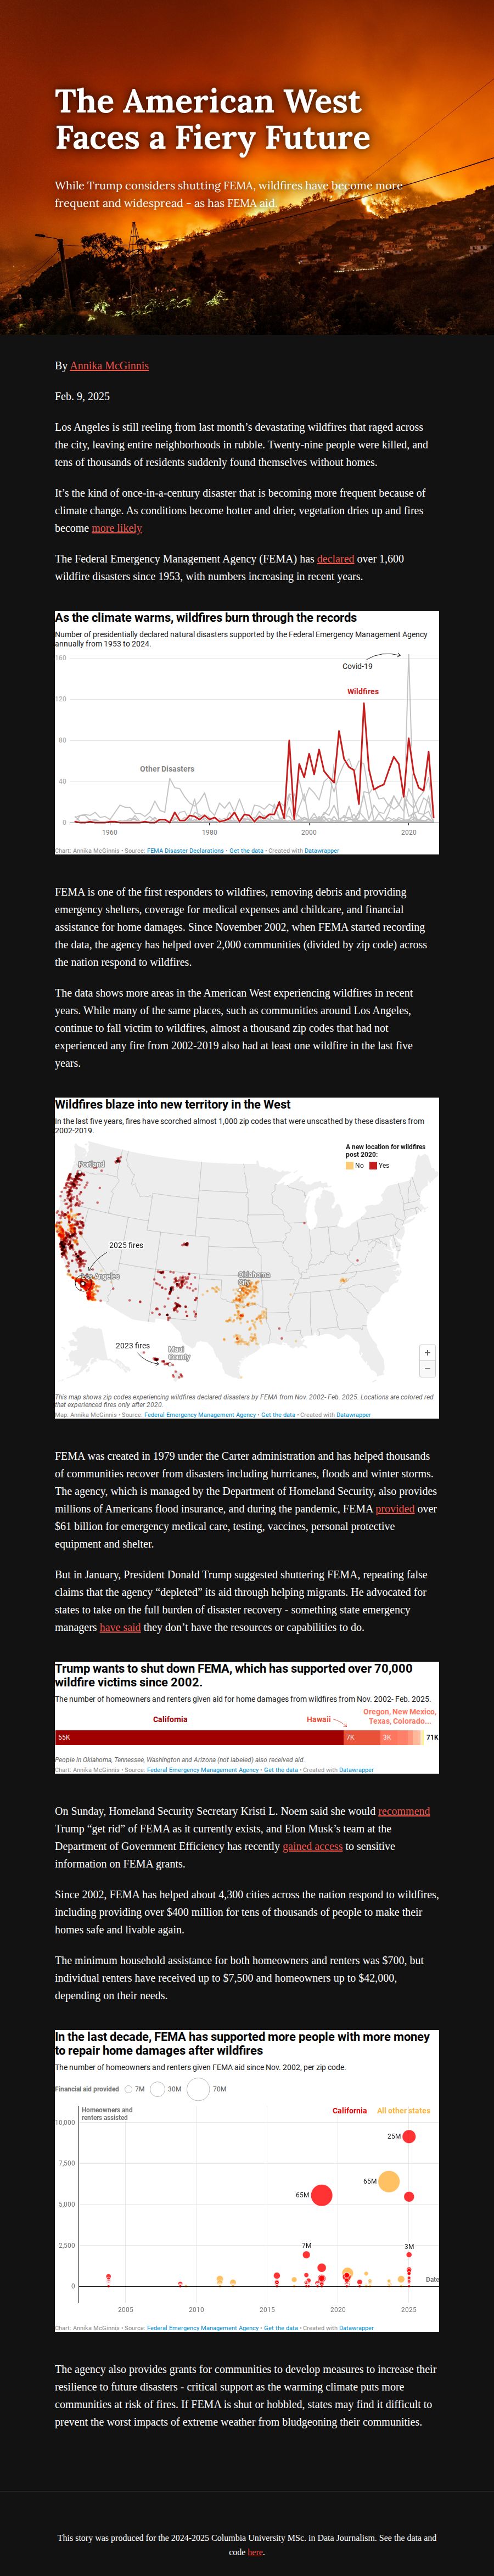 The American West
Faces a Fiery Future
While Trump considers shutting FEMA, wildfires have become more
frequent and widespread - as has FEMA aid.
By Annika McGinnis
Feb. 9, 2025
Los Angeles is still reeling from last month’s devastating wildfires that raged across
the city, leaving entire neighborhoods in rubble. Twenty-nine people were killed, and
tens of thousands of residents suddenly found themselves without homes.
It’s the kind of once-in-a-century disaster that is becoming more frequent because of
climate change. As conditions become hotter and drier, vegetation dries up and fires
become more likely
The Federal Emergency Management Agency (FEMA) has declared over 1,600
wildfire disasters since 1953, with numbers increasing in recent years.
As the climate warms, wildfires burn through the records
Number of presidentially declared natural disasters supported by the Federal Emergency Management Agency
annually from 1953 to 2024.
160
Covid-19
Wildfires
120
80
Other Disasters
40
0
1960 1980 2000 2020
Chart: Annika McGinnis • Source: FEMA Disaster Declarations • Get the data • Created with Datawrapper
FEMA is one of the first responders to wildfires, removing debris and providing
emergency shelters, coverage for medical expenses and childcare, and financial
assistance for home damages. Since November 2002, when FEMA started recording
the data, the agency has helped over 2,000 communities (divided by zip code) across
the nation respond to wildfires.
The data shows more areas in the American West experiencing wildfires in recent
years. While many of the same places, such as communities around Los Angeles,
continue to fall victim to wildfires, almost a thousand zip codes that had not
experienced any fire from 2002-2019 also had at least one wildfire in the last five
years.
Wildfires blaze into new territory in the West
In the last five years, fires have scorched almost 1,000 zip codes that were unscathed by these disasters from
2002-2019.
A new location for wildfires
post 2020:
No Yes
Portland
2025 fires
Los Angeles
Oklahoma
City
2023 fires
Maui
County
+
−
This map shows zip codes experiencing wildfires declared disasters by FEMA from Nov. 2002- Feb. 2025. Locations are colored red
that experienced fires only after 2020.
Map: Annika McGinnis • Source: Federal Emergency Management Agency • Get the data • Created with Datawrapper
FEMA was created in 1979 under the Carter administration and has helped thousands
of communities recover from disasters including hurricanes, floods and winter storms.
The agency, which is managed by the Department of Homeland Security, also provides
millions of Americans flood insurance, and during the pandemic, FEMA provided over
$61 billion for emergency medical care, testing, vaccines, personal protective
equipment and shelter.
But in January, President Donald Trump suggested shuttering FEMA, repeating false
claims that the agency “depleted” its aid through helping migrants. He advocated for
states to take on the full burden of disaster recovery - something state emergency
managers have said they don’t have the resources or capabilities to do.
Trump wants to shut down FEMA, which has supported over 70,000
wildfire victims since 2002.
The number of homeowners and renters given aid for home damages from wildfires from Nov. 2002- Feb. 2025.
California Hawaii Oregon, New Mexico,
Texas, Colorado...
55K 7K 3K 71K
People in Oklahoma, Tennessee, Washington and Arizona (not labeled) also received aid.
Chart: Annika McGinnis • Source: Federal Emergency Management Agency • Get the data • Created with Datawrapper
On Sunday, Homeland Security Secretary Kristi L. Noem said she would recommend
Trump “get rid” of FEMA as it currently exists, and Elon Musk’s team at the
Department of Government Efficiency has recently gained access to sensitive
information on FEMA grants.
Since 2002, FEMA has helped about 4,300 cities across the nation respond to wildfires,
including providing over $400 million for tens of thousands of people to make their
homes safe and livable again.
The minimum household assistance for both homeowners and renters was $700, but
individual renters have received up to $7,500 and homeowners up to $42,000,
depending on their needs.
In the last decade, FEMA has supported more people with more money
to repair home damages after wildfires
The number of homeowners and renters given FEMA aid since Nov. 2002, per zip code.
Financial aid provided 7M 30M 70M
Homeowners and
renters assisted
California All other states
10,000
25M
7,500
65M
65M
5,000
2,500
7M
3M
Date
0
2005 2010 2015 2020 2025
Chart: Annika McGinnis • Source: Federal Emergency Management Agency • Get the data • Created with Datawrapper
The agency also provides grants for communities to develop measures to increase their
resilience to future disasters - critical support as the warming climate puts more
communities at risk of fires. If FEMA is shut or hobbled, states may find it difficult to
prevent the worst impacts of extreme weather from bludgeoning their communities.
This story was produced for the 2024-2025 Columbia University MSc. in Data Journalism. See the data and
code here.